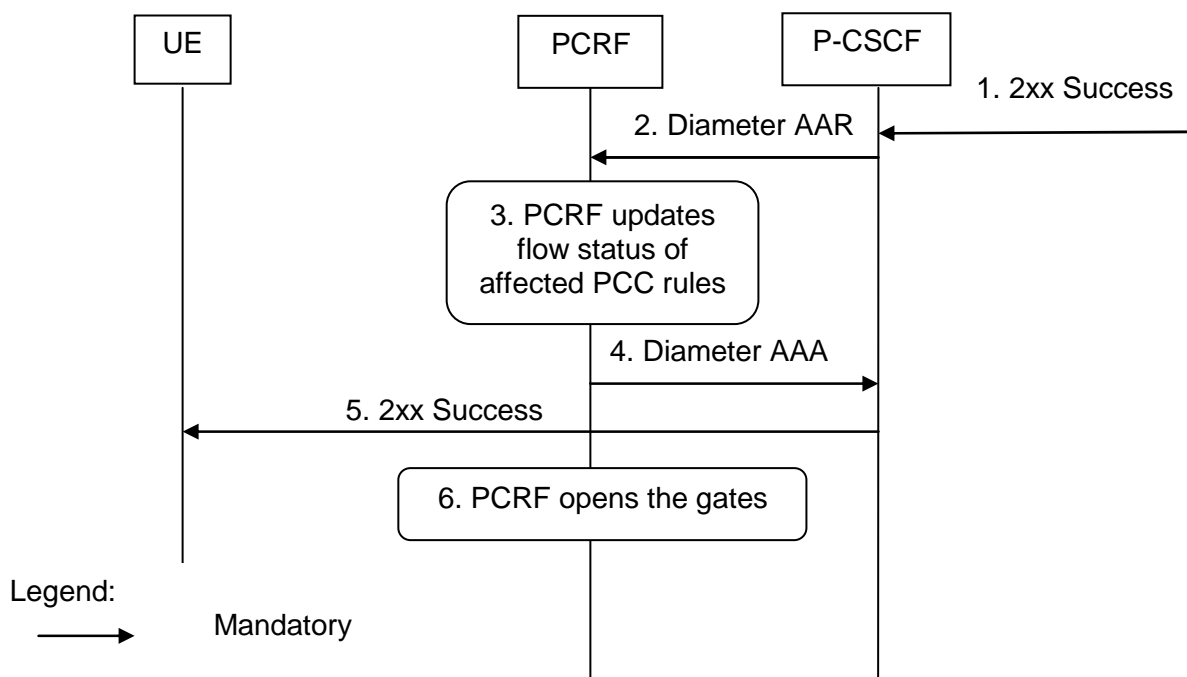 UE
PCRF
P-CSCF
1. 2xx Success
2. Diameter AAR
3. PCRF updates
flow status of
affected PCC rules
4. Diameter AAA
5. 2xx Success
6. PCRF opens the gates
Legend:
Mandatory